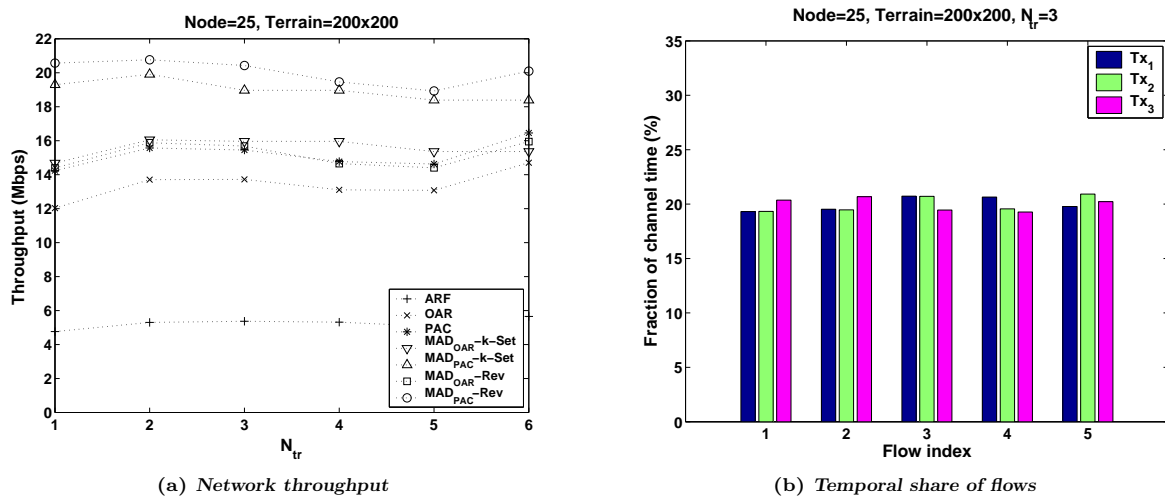 Node=25, Terrain=200x200
22
20
18
16
14
12
10
8
6
4
2
0
Throughput (Mbps)
1 2 3 4 5 6
N_tr
ARF
OAR
PAC
MAD_OAR-k-Set
MAD_PAC-k-Set
MAD_OAR-Rev
MAD_PAC-Rev
(a) Network throughput
Node=25, Terrain=200x200, N_tr=3
35
30
25
20
15
10
5
0
Fraction of channel time (%)
1 2 3 4 5
Flow index
Tx_1
Tx_2
Tx_3
(b) Temporal share of flows